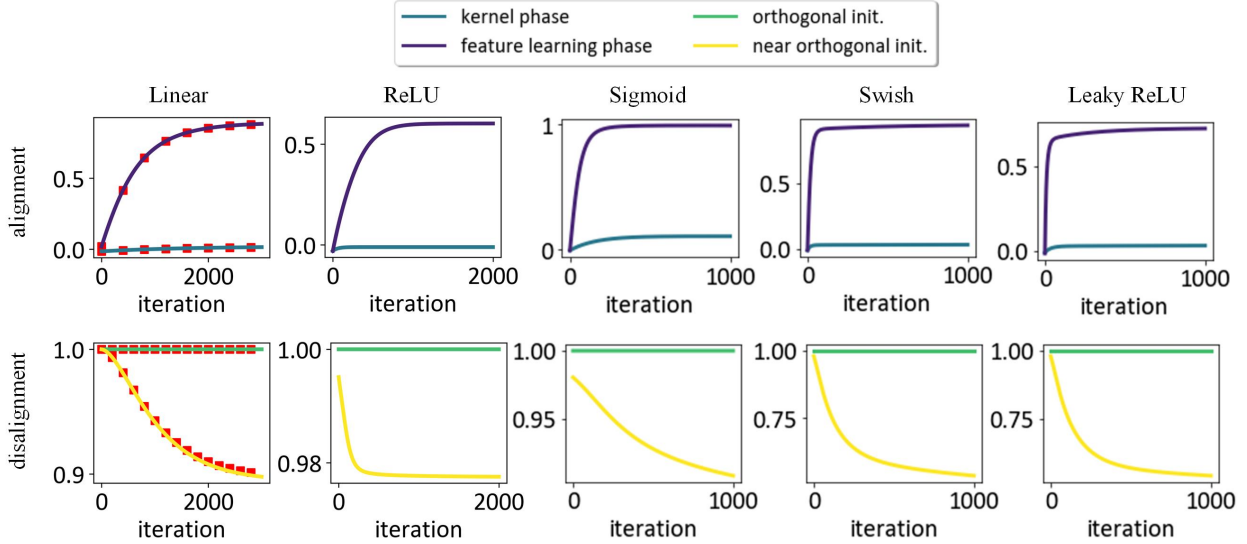 kernel phase
orthogonal init.
feature learning phase
near orthogonal init.
Linear
ReLU
Sigmoid
Swish
Leaky ReLU
alignment
0.5
0.0
0
2000
iteration
0.5
0.0
0
2000
iteration
1
0
0
1000
iteration
0.5
0.0
0
1000
iteration
0.5
0.0
0
1000
iteration
disalignment
1.0
0.9
0
2000
iteration
1.00
0.98
0
2000
iteration
1.00
0.95
0
1000
iteration
1.00
0.75
0
1000
iteration
1.00
0.75
0
1000
iteration